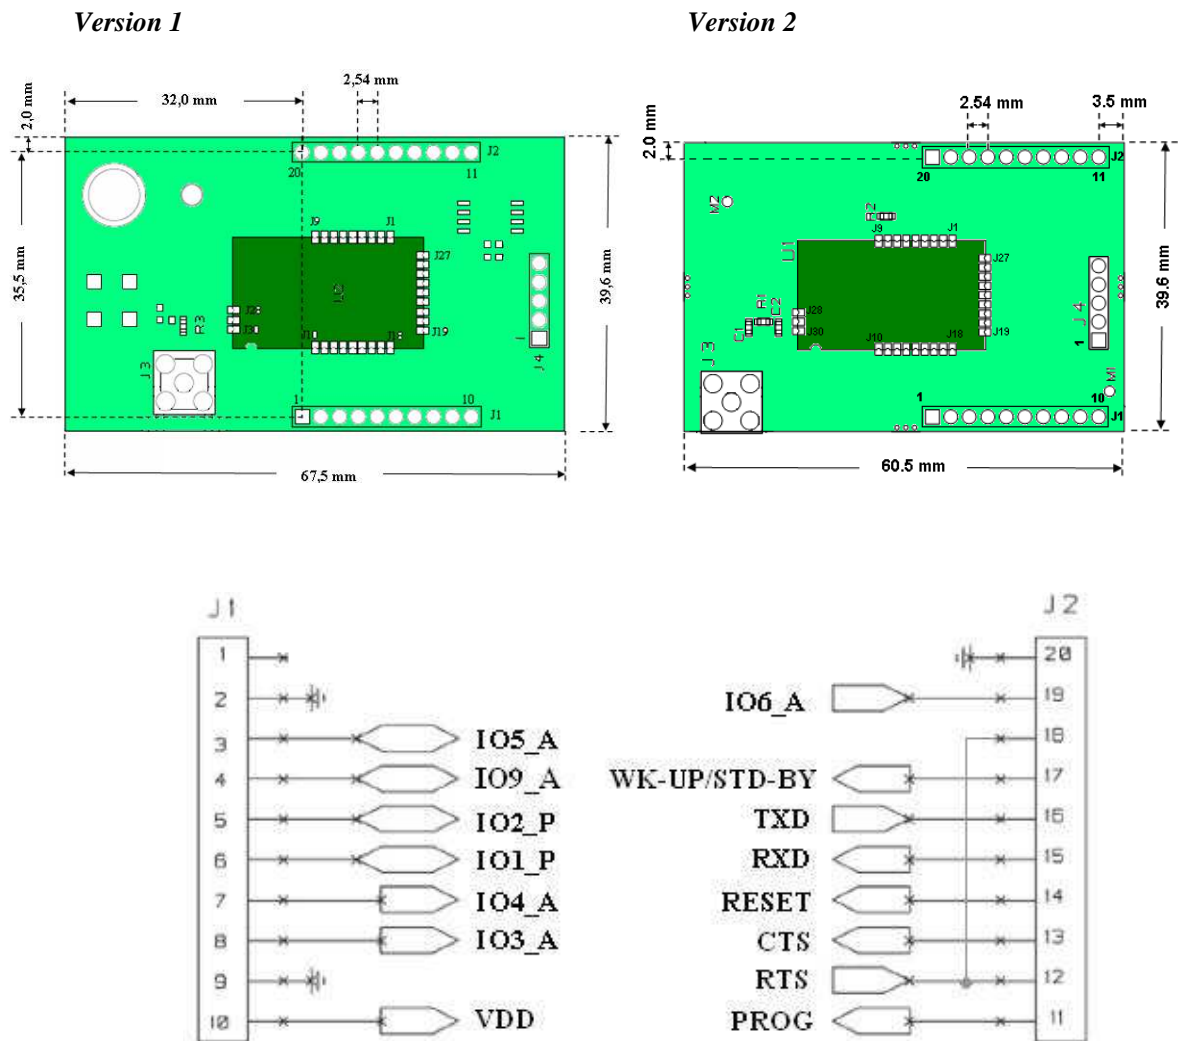 Version 1 Version 2
2,54 mm
32,0 mm
2,0 mm
35,5 mm
39,6 mm
67,5 mm
J2
20 11
J9 J1
J27
J19
J30
R3
J3
J4
1
1 10
J1
2.54 mm 3.5 mm
2.0 mm
39.6 mm
60.5 mm
J2
20 11
M2
J9 J1
U1
J27
R1
C2
C1
J28
J30
J10 J18 J19
J3
J4
1
M1
1 10
J1
J1 J2
1 20
2 19 IO6_A
3 IO5_A 18
4 IO9_A WK-UP/STD-BY 17
5 IO2_P TXD 16
6 IO1_P RXD 15
7 IO4_A RESET 14
8 IO3_A CTS 13
9 RTS 12
10 VDD PROG 11